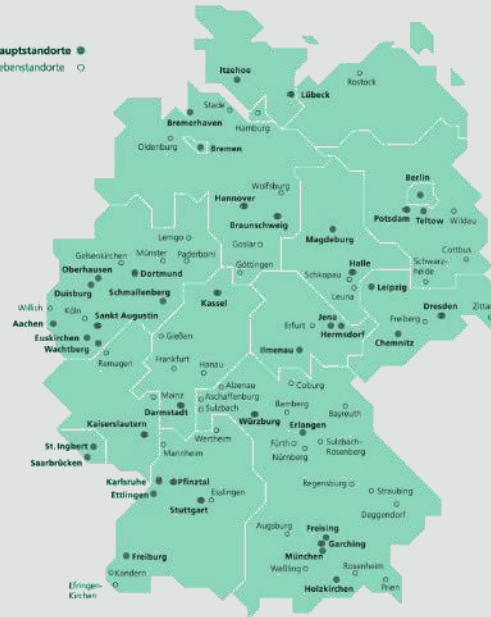 auptstandorte
ebenstandorte
Itzehoe
Rostock
Lübeck
Stade
Bremerhaven
Hamburg
Oldenburg
Bremen
Berlin
Wolfsburg
Hannover
Potsdam
Teltow
Wildau
Braunschweig
Magdeburg
Lemgo
Goslar
Cottbus
Münster
Paderborn
Gelsenkirchen
Göttingen
Halle
Schwarz-
heide
Oberhausen
Dortmund
Schkopau
Leipzig
Duisburg
Leuna
Schmallenberg
Kassel
Willich
Köln
Dresden
Zitta
Aachen
Sankt Augustin
Erfurt
Jena
Freiberg
Hermsdorf
Euskirchen
Gießen
Chemnitz
Wachtberg
Ilmenau
Remagen
Frankfurt
Hanau
Alzenau
Coburg
Mainz
Aschaffenburg
Bamberg
Darmstadt
Sulzbach
Bayreuth
Würzburg
Kaiserslautern
Wertheim
Erlangen
St. Ingbert
Mannheim
Fürth
Sulzbach-
Rosenberg
Saarbrücken
Nürnberg
Karlsruhe
Pfinztal
Regensburg
Ettlingen
Esslingen
Straubing
Stuttgart
Deggendorf
Augsburg
Freising
Garching
Freiburg
München
Kandern
Weßling
Rosenheim
Efringen-
Kirchen
Holzkirchen
Prien